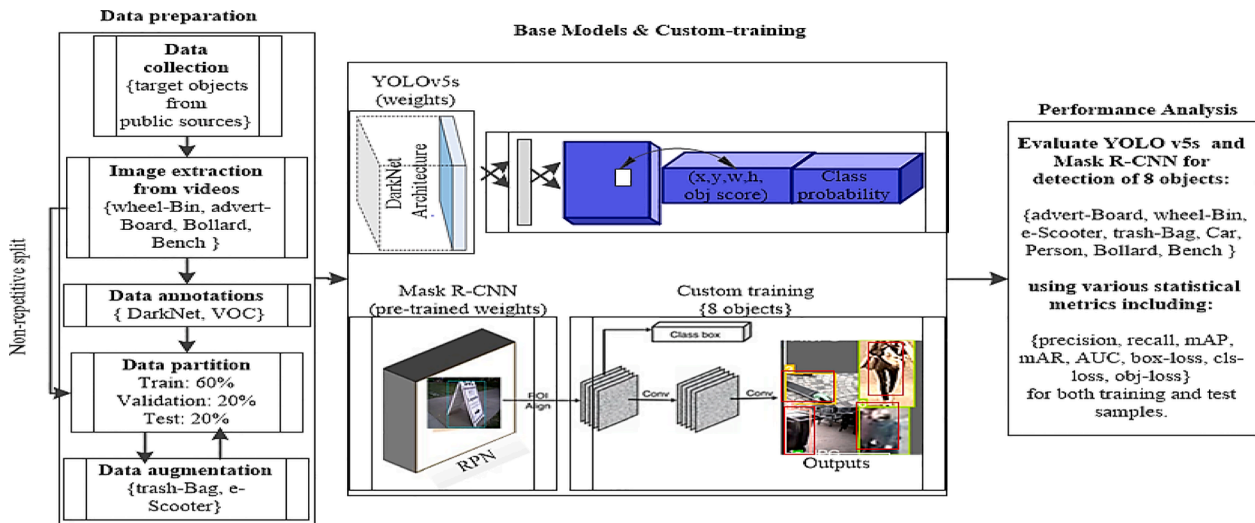 Data preparation
Data
collection
{target objects
from
public sources}
Image extraction
from videos
{wheel-Bin, advert-
Board, Bollard,
Bench }
Data annotations
{ DarkNet, VOC}
Data partition
Train: 60%
Validation: 20%
Test: 20%
Data augmentation
{trash-Bag, e-
Scooter}
Non-repetitive split
Base Models & Custom-training
YOLOv5s
(weights)
DarkNet
Architecture
(x,y,w,h,
obj score)
Class
probability
Mask R-CNN
(pre-trained weights)
RPN
ROI
Align
Custom training
{8 objects}
Class box
Conv
Conv
Outputs
Performance Analysis
Evaluate YOLO v5s and
Mask R-CNN for
detection of 8 objects:
{advert-Board, wheel-Bin,
e-Scooter, trash-Bag, Car,
Person, Bollard, Bench }
using various statistical
metrics including:
{precision, recall, mAP,
mAR, AUC, box-loss, cls-
loss, obj-loss}
for both training and test
samples.